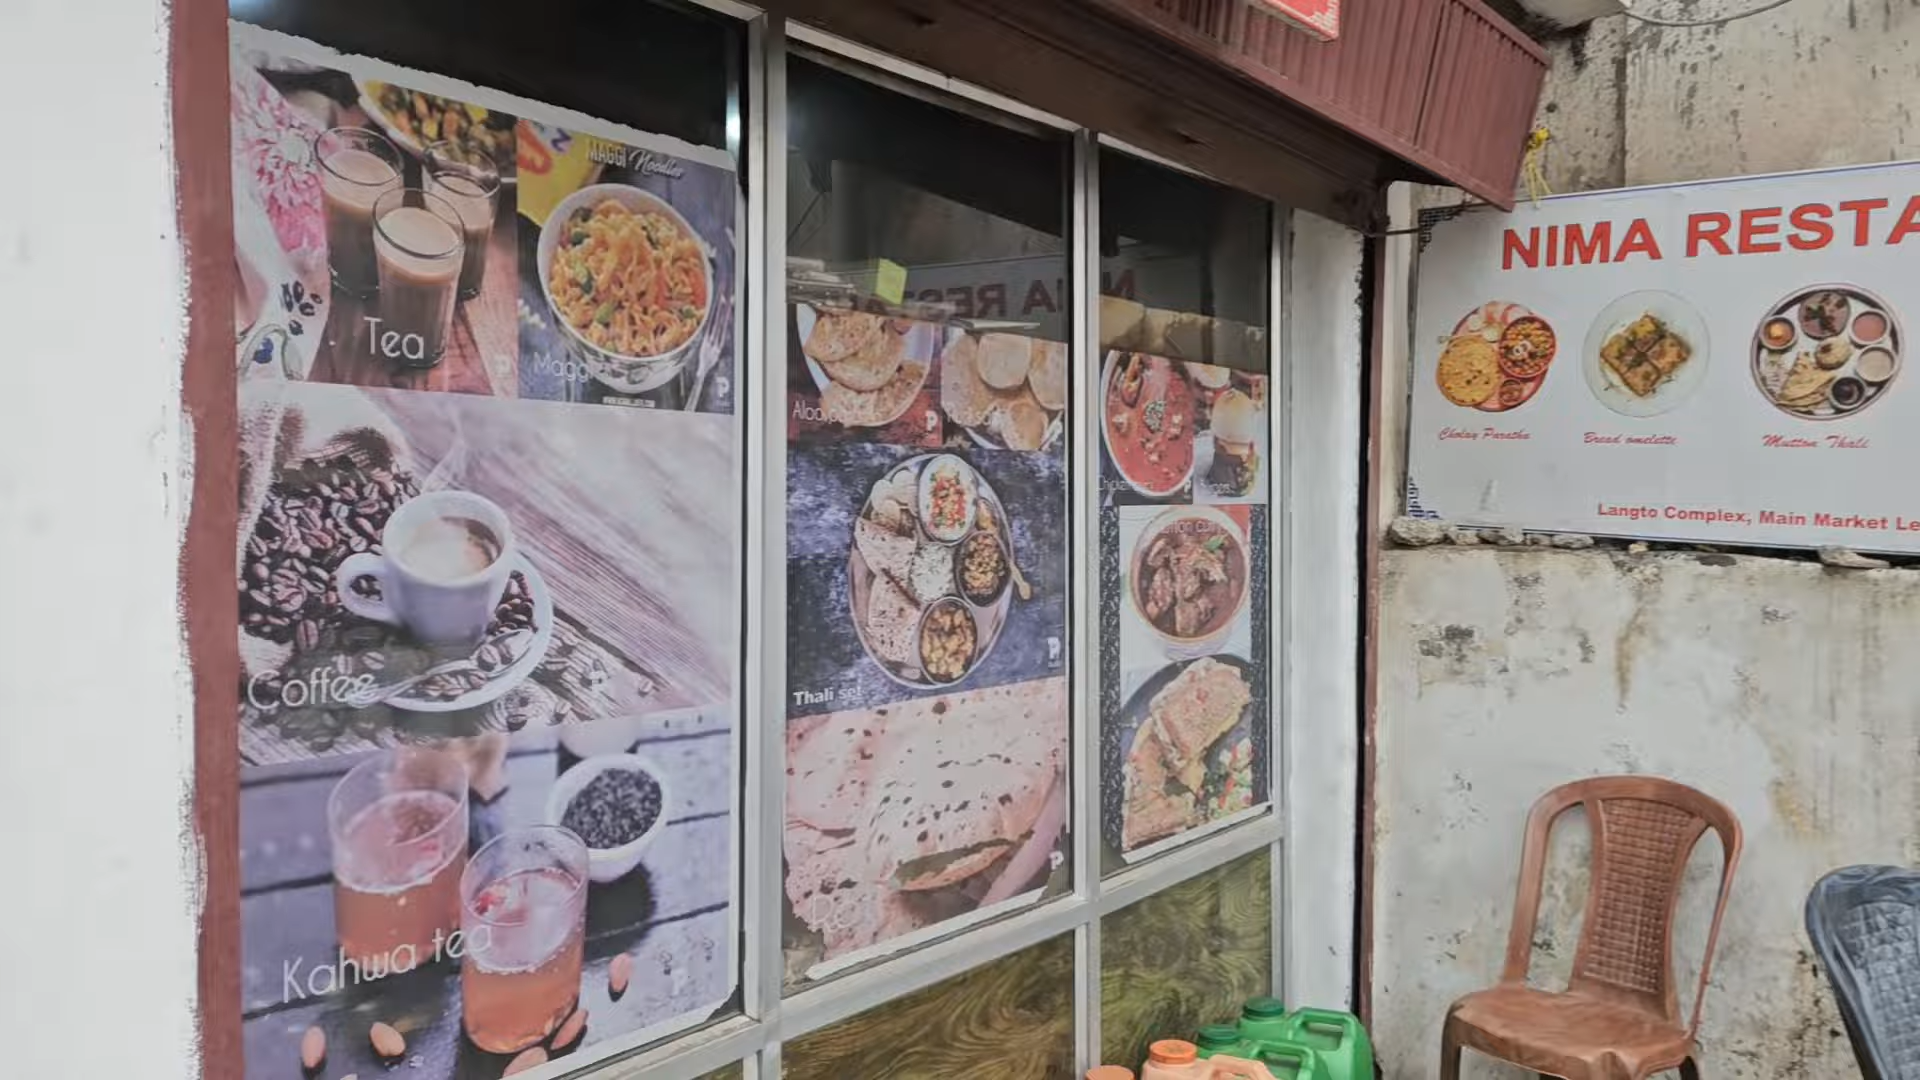 MAGGI Noodles
Tea
Maggi
Coffee
Kahwa tea
Thali set
Roti
NIMA RESTA
Cholay Paratha
Bread omelette
Mutton Thali
Langto Complex, Main Market Le